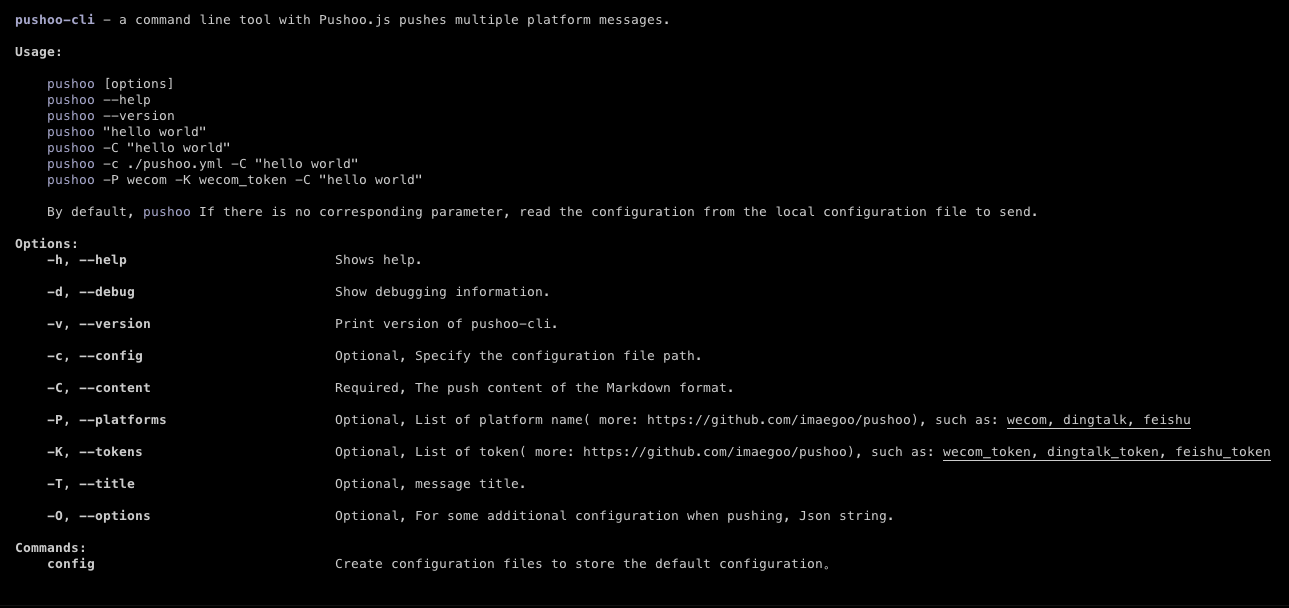 pushoo-cli – a command line tool with Pushoo.js pushes multiple platform messages.
Usage:
pushoo [options]
pushoo --help
pushoo --version
pushoo "hello world"
pushoo -C "hello world"
pushoo -c ./pushoo.yml -C "hello world"
pushoo -P wecom -K wecom_token -C "hello world"
By default, pushoo If there is no corresponding parameter, read the configuration from the local configuration file to send.
Options:
-h, --help Shows help.
-d, --debug Show debugging information.
-v, --version Print version of pushoo-cli.
-c, --config Optional, Specify the configuration file path.
-C, --content Required, The push content of the Markdown format.
-P, --platforms Optional, List of platform name( more: https://github.com/imaegoo/pushoo), such as: wecom, dingtalk, feishu
-K, --tokens Optional, List of token( more: https://github.com/imaegoo/pushoo), such as: wecom_token, dingtalk_token, feishu_token
-T, --title Optional, message title.
-O, --options Optional, For some additional configuration when pushing, Json string.
Commands:
config Create configuration files to store the default configuration。